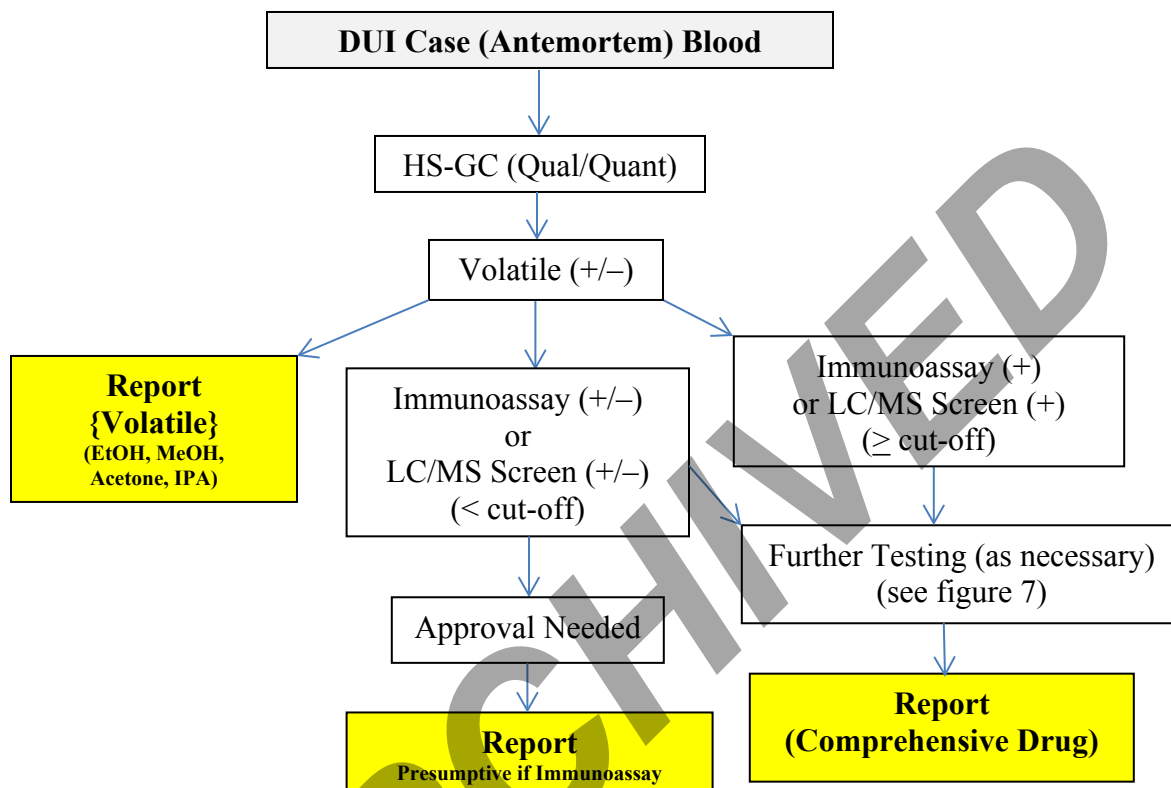 DUI Case (Antemortem) Blood
HS-GC (Qual/Quant)
Volatile (+/–)
Report
{Volatile}
(EtOH, MeOH,
Acetone, IPA)
Immunoassay (+/–)
or
LC/MS Screen (+/–)
(< cut-off)
Immunoassay (+)
or LC/MS Screen (+)
(≥ cut-off)
Further Testing (as necessary)
(see figure 7)
Approval Needed
Report
Presumptive if Immunoassay
Report
(Comprehensive Drug)
CHIVED